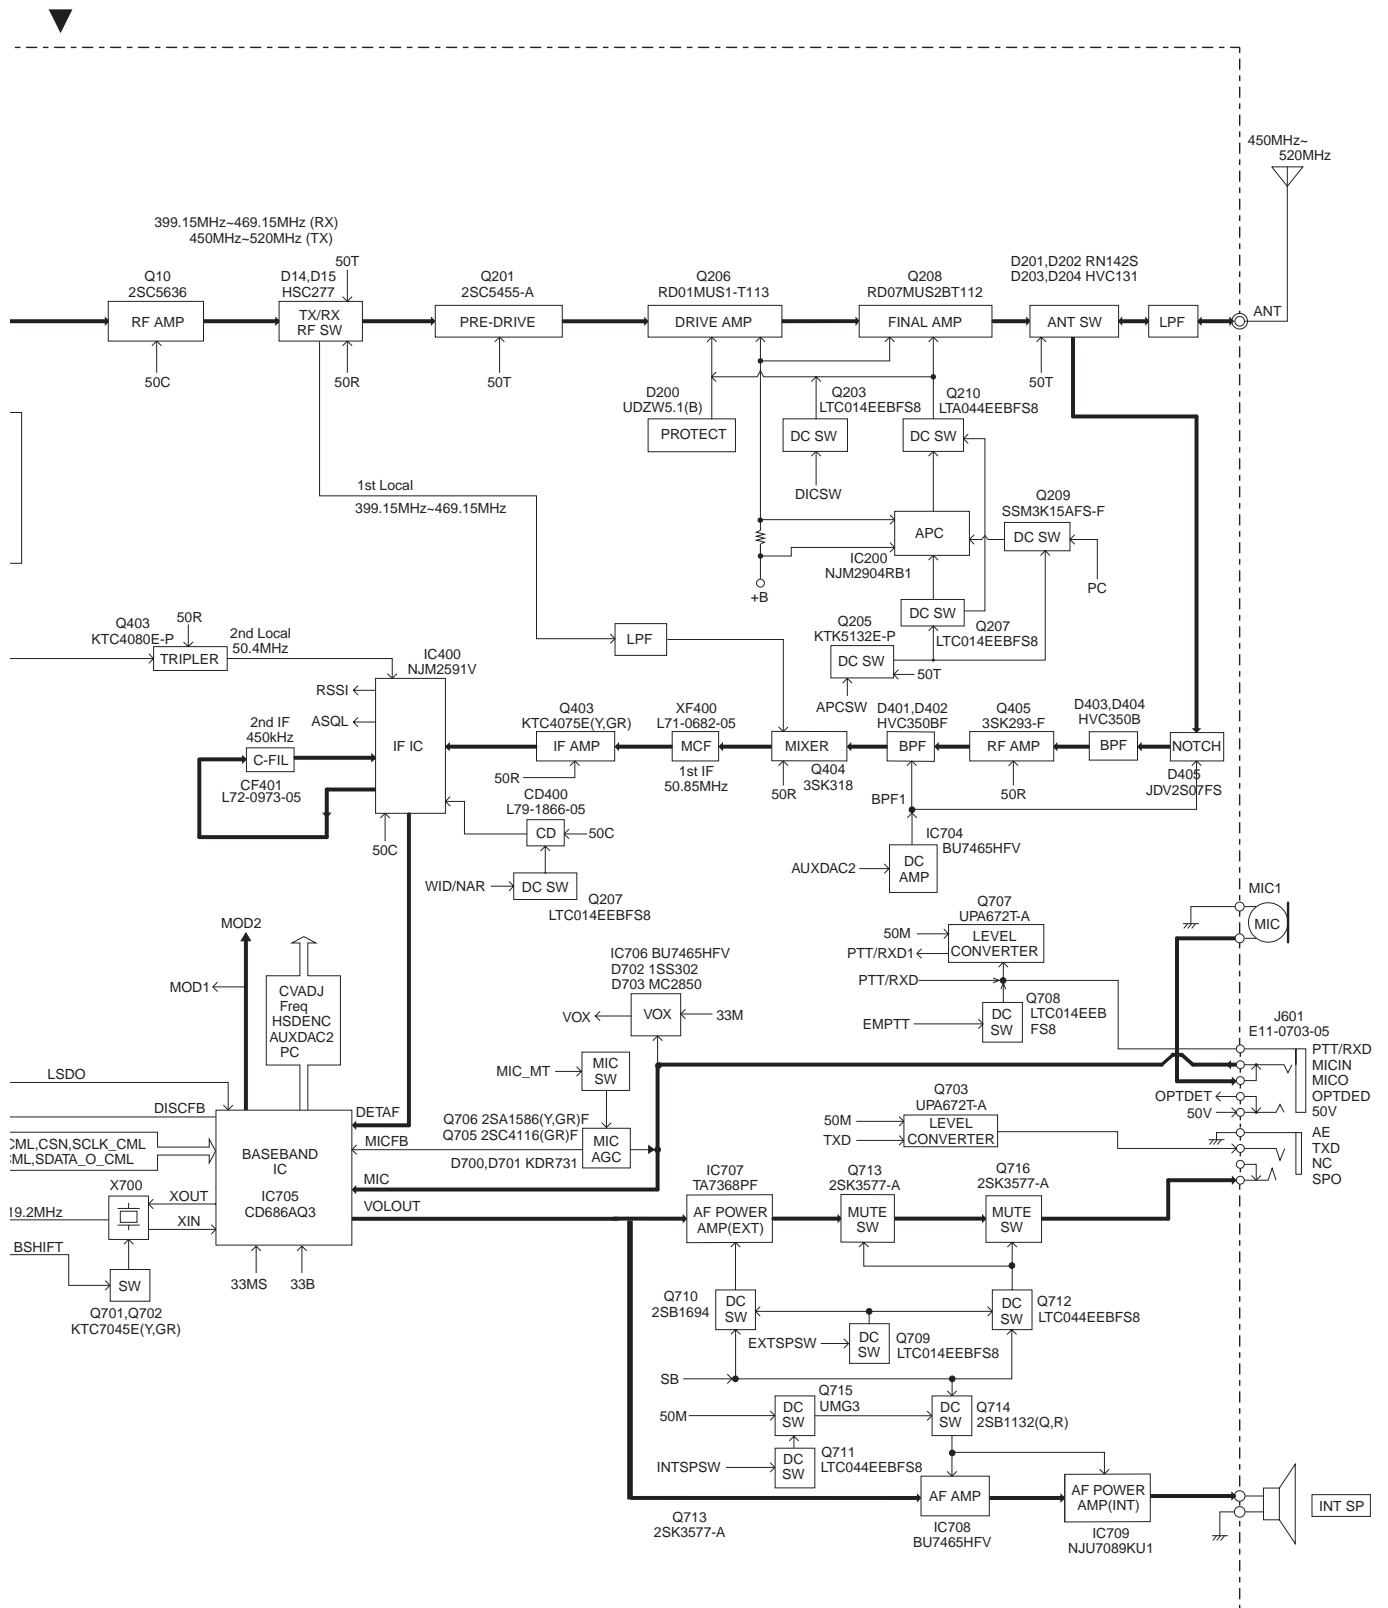 450MHz~
520MHz
399.15MHz~469.15MHz (RX)
450MHz~520MHz (TX)
50T
Q10
2SC5636
D14,D15
HSC277
Q201
2SC5455-A
Q206
RD01MUS1-T113
Q208
RD07MUS2BT112
D201,D202 RN142S
D203,D204 HVC131
RF AMP
TX/RX
RF SW
PRE-DRIVE
DRIVE AMP
FINAL AMP
ANT SW
LPF
ANT
50C
50R
50T
50T
D200
UDZW5.1(B)
PROTECT
Q203
LTC014EEBFS8
DC SW
DICSW
Q210
LTA044EEBFS8
DC SW
1st Local
399.15MHz~469.15MHz
Q209
SSM3K15AFS-F
DC SW
PC
APC
IC200
NJM2904RB1
+B
DC SW
Q207
LTC014EEBFS8
Q205
KTK5132E-P
DC SW
50T
APCSW
Q403
KTC4080E-P
50R
TRIPLER
2nd Local
50.4MHz
LPF
IC400
NJM2591V
RSSI
ASQL
IF IC
2nd IF
450kHz
C-FIL
CF401
L72-0973-05
Q403
KTC4075E(Y,GR)
IF AMP
50R
XF400
L71-0682-05
MCF
1st IF
50.85MHz
MIXER
Q404
3SK318
50R
D401,D402
HVC350BF
BPF
BPF1
Q405
3SK293-F
RF AMP
50R
D403,D404
HVC350B
BPF
NOTCH
D405
JDV2S07FS
CD400
L79-1866-05
CD
50C
50C
WID/NAR
DC SW
Q207
LTC014EEBFS8
IC704
BU7465HFV
AUXDAC2
DC
AMP
MIC1
MIC
MOD2
MOD1
CVADJ
Freq
HSDENC
AUXDAC2
PC
IC706 BU7465HFV
D702 1SS302
D703 MC2850
VOX
VOX
33M
Q707
UPA672T-A
50M
LEVEL
CONVERTER
PTT/RXD1
PTT/RXD
Q708
LTC014EEB
FS8
EMPTT
DC
SW
J601
E11-0703-05
PTT/RXD
MICIN
MICO
OPTDET
OPTDED
50V
50V
AE
TXD
NC
SPO
MIC_MT
MIC
SW
LSDO
DISCFB
DETAF
Q706 2SA1586(Y,GR)F
Q705 2SC4116(GR)F
MIC
AGC
MICFB
D700,D701 KDR731
Q703
UPA672T-A
50M
TXD
LEVEL
CONVERTER
CML,CSN,SCLK_CML
CML,SDATA_O_CML
BASEBAND
IC
IC705
CD686AQ3
MIC
VOLOUT
X700
XOUT
XIN
19.2MHz
BSHIFT
SW
Q701,Q702
KTC7045E(Y,GR)
33MS
33B
IC707
TA7368PF
AF POWER
AMP(EXT)
Q713
2SK3577-A
MUTE
SW
Q716
2SK3577-A
MUTE
SW
Q710
2SB1694
DC
SW
EXTSPSW
DC
SW
Q709
LTC014EEBFS8
DC
SW
Q712
LTC044EEBFS8
SB
50M
DC
SW
Q715
UMG3
DC
SW
Q714
2SB1132(Q,R)
INTSPSW
DC
SW
Q711
LTC044EEBFS8
Q713
2SK3577-A
AF AMP
IC708
BU7465HFV
AF POWER
AMP(INT)
IC709
NJU7089KU1
INT SP